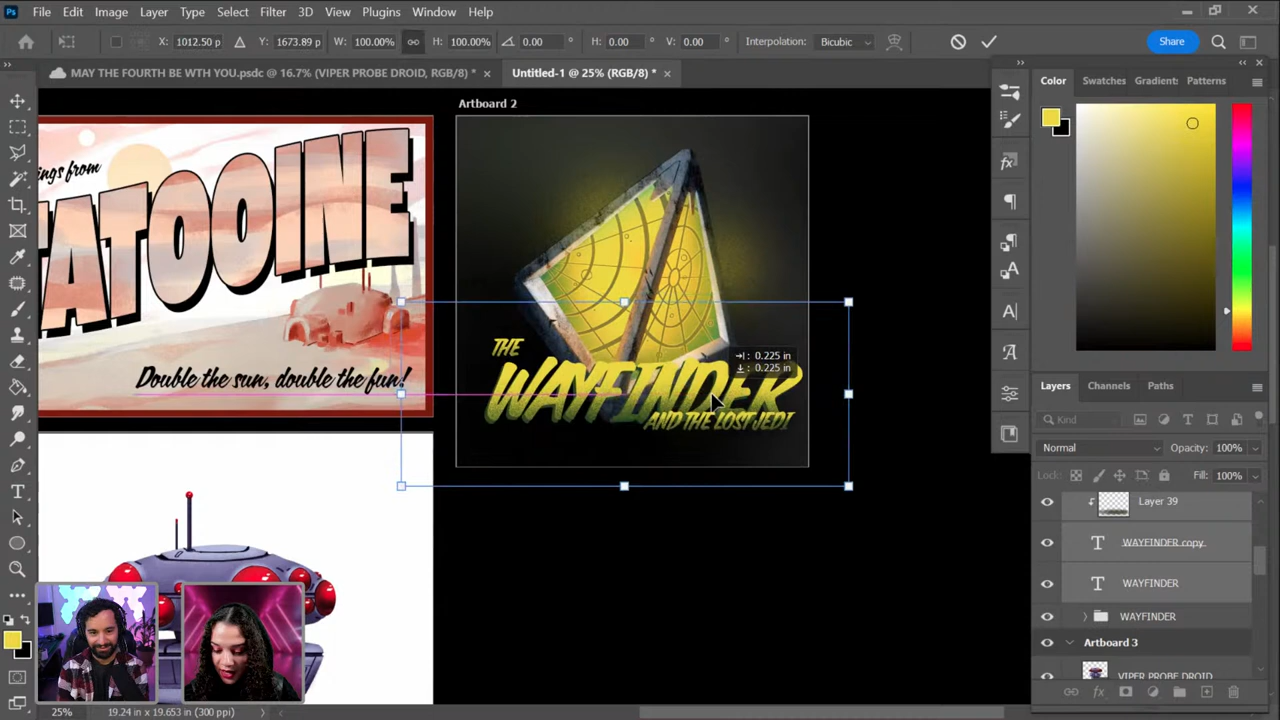 Ps File Edit Image Layer Type Select Filter 3D View Plugins Window Help
X: 1012.50 p Y: 1673.89 p W: 100.00% H: 100.00% 0.00 ° H: 0.00 ° V: 0.00 ° Interpolation: Bicubic Share
MAY THE FOURTH BE WTH YOU.psdc @ 16.7% (VIPER PROBE DROID, RGB/8) * × Untitled-1 @ 25% (RGB/8) * ×
Color Swatches Gradient: Patterns
Artboard 2
ings from
TATOOINE
Double the sun, double the fun!
THE
WAYFINDER
AND THE LOST JEDI
: 0.225 in
: 0.225 in
Layers Channels Paths
Kind
Normal Opacity: 100%
Lock: Fill: 100%
Layer 39
T WAYFINDER copy
T WAYFINDER
WAYFINDER
Artboard 3
VIPER PROBE DROID
25% 19.24 in x 19.653 in (300 ppi)